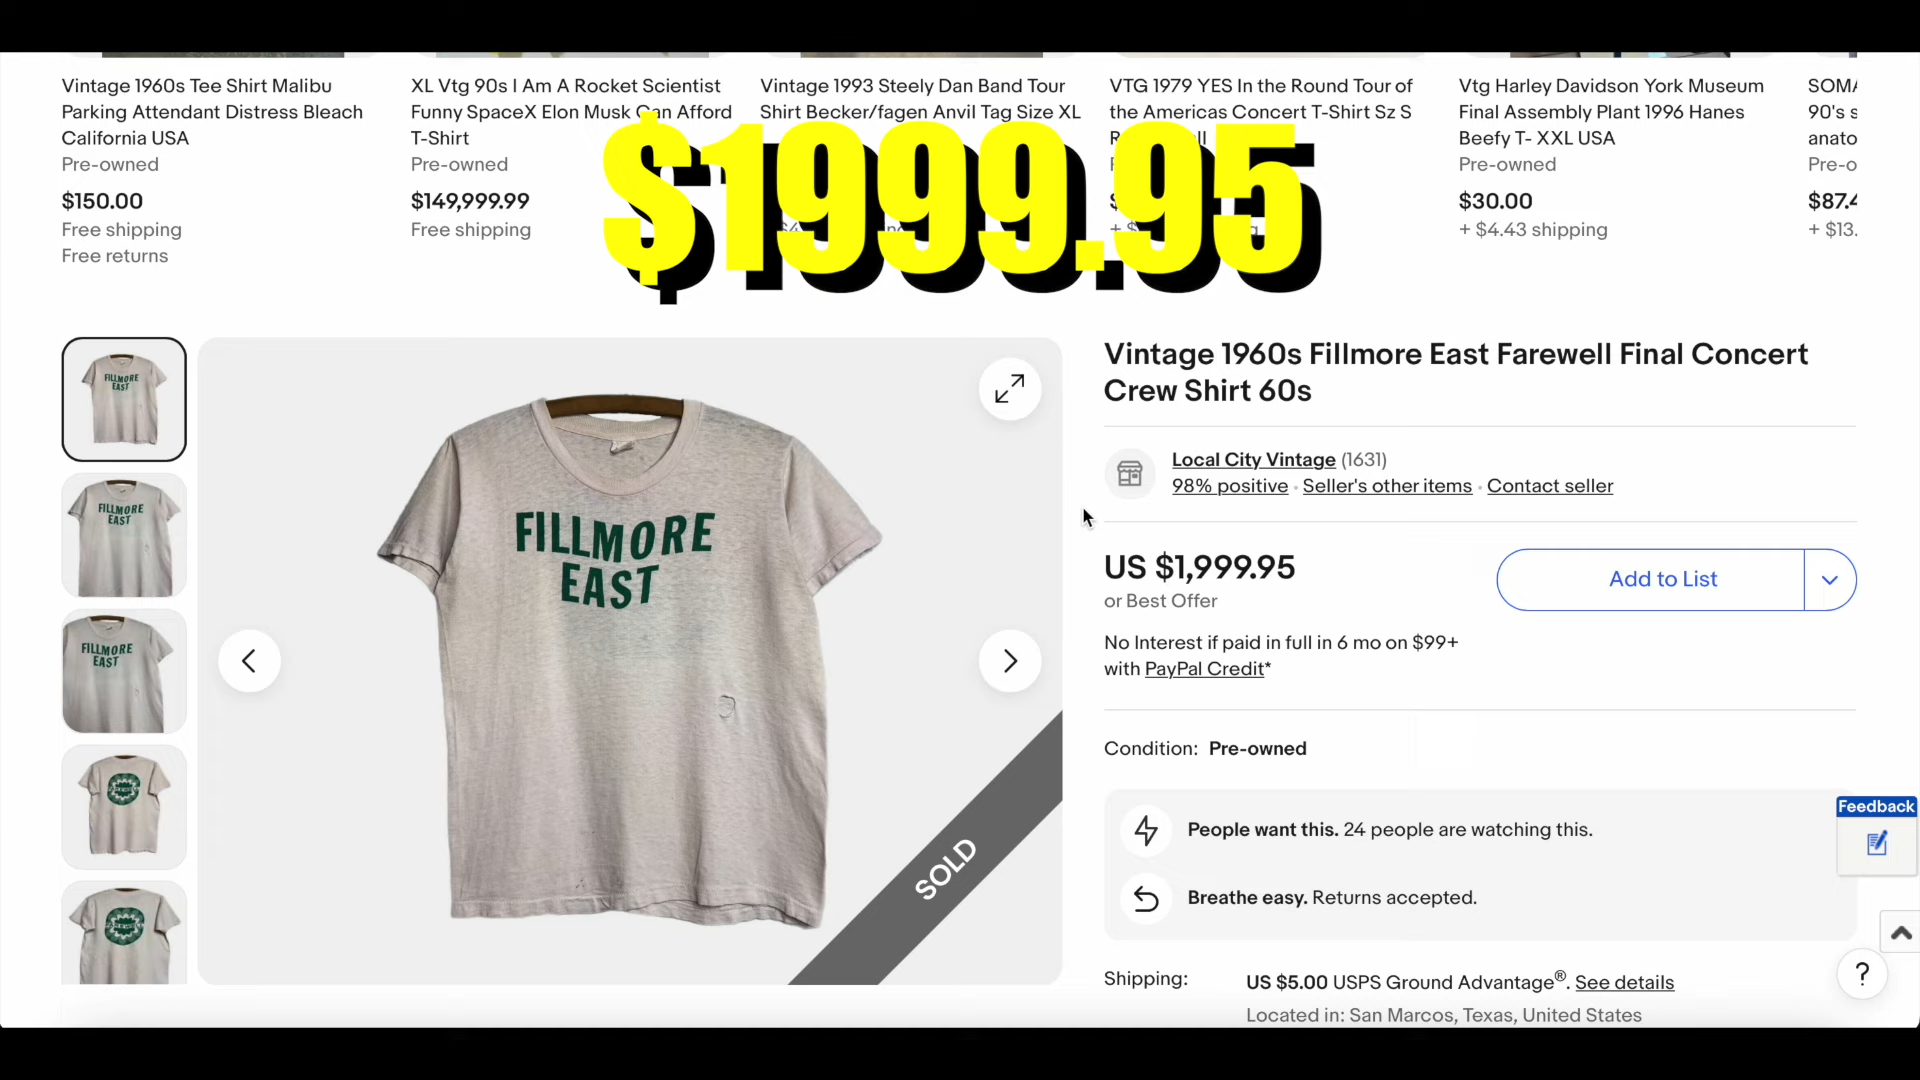 Vintage 1960s Tee Shirt Malibu
Parking Attendant Distress Bleach
California USA
Pre-owned
$150.00
Free shipping
Free returns
XL Vtg 90s I Am A Rocket Scientist
Funny SpaceX Elon Musk Can Afford
T-Shirt
Pre-owned
$149,999.99
Free shipping
Vintage 1993 Steely Dan Band Tour
Shirt Becker/fagen Anvil Tag Size XL
VTG 1979 YES In the Round Tour of
the Americas Concert T-Shirt Sz S
Vtg Harley Davidson York Museum
Final Assembly Plant 1996 Hanes
Beefy T- XXL USA
Pre-owned
$30.00
+ $4.43 shipping
90's
Pre-o
$87.4
+ $13.
$1999.95
FILLMORE
EAST
SOLD
Vintage 1960s Fillmore East Farewell Final Concert
Crew Shirt 60s
Local City Vintage (1631)
98% positive · Seller's other items · Contact seller
US $1,999.95
or Best Offer
Add to List
No Interest if paid in full in 6 mo on $99+
with PayPal Credit*
Condition: Pre-owned
People want this. 24 people are watching this.
Breathe easy. Returns accepted.
Feedback
?
Shipping: US $5.00 USPS Ground Advantage®. See details
Located in: San Marcos, Texas, United States